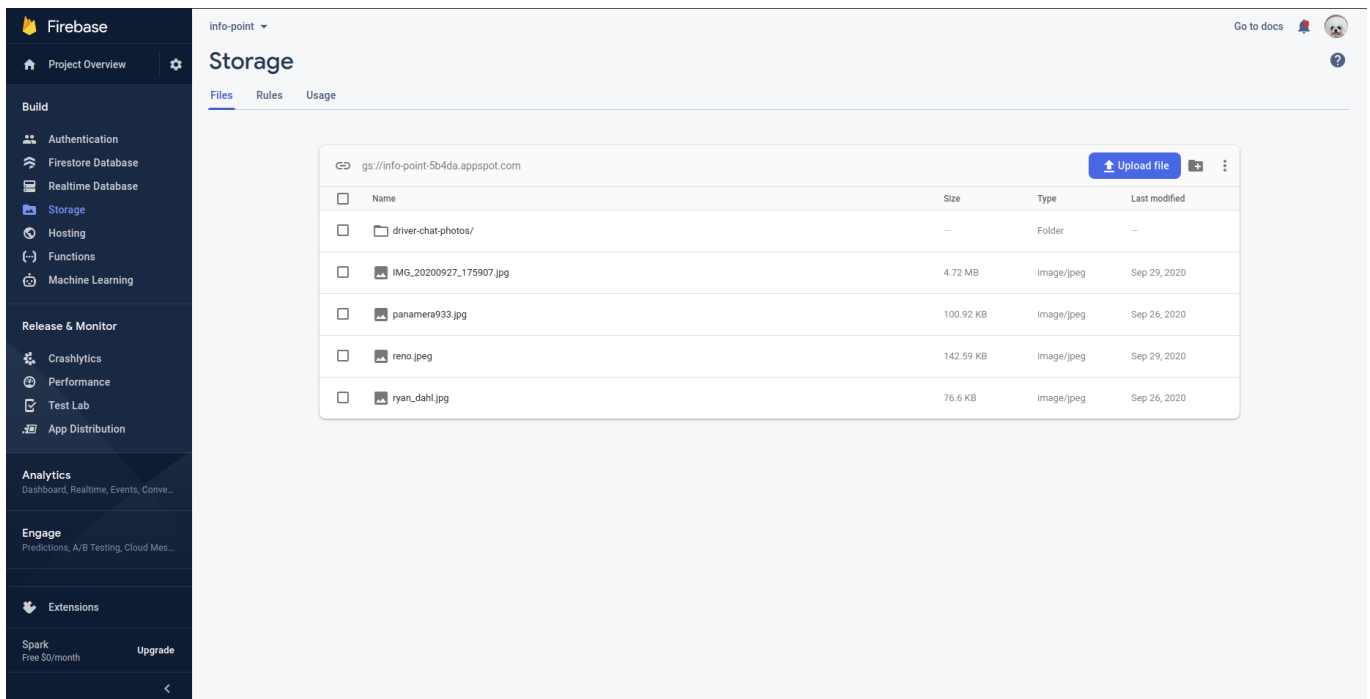 Firebase
Project Overview
Build
Authentication
Firestore Database
Realtime Database
Storage
Hosting
Functions
Machine Learning
Release & Monitor
Crashlytics
Performance
Test Lab
App Distribution
Analytics
Dashboard, Realtime, Events, Conve...
Engage
Predictions, A/B Testing, Cloud Mes...
Extensions
Spark
Free $0/month
Upgrade
info-point
Go to docs
Storage
Files Rules Usage
gs://info-point-5b4da.appspot.com
Upload file
Name Size Type Last modified
driver-chat-photos/ – Folder –
IMG_20200927_175907.jpg 4.72 MB image/jpeg Sep 29, 2020
panamera933.jpg 100.92 KB image/jpeg Sep 26, 2020
reno.jpeg 142.59 KB image/jpeg Sep 29, 2020
ryan_dahl.jpg 76.6 KB image/jpeg Sep 26, 2020